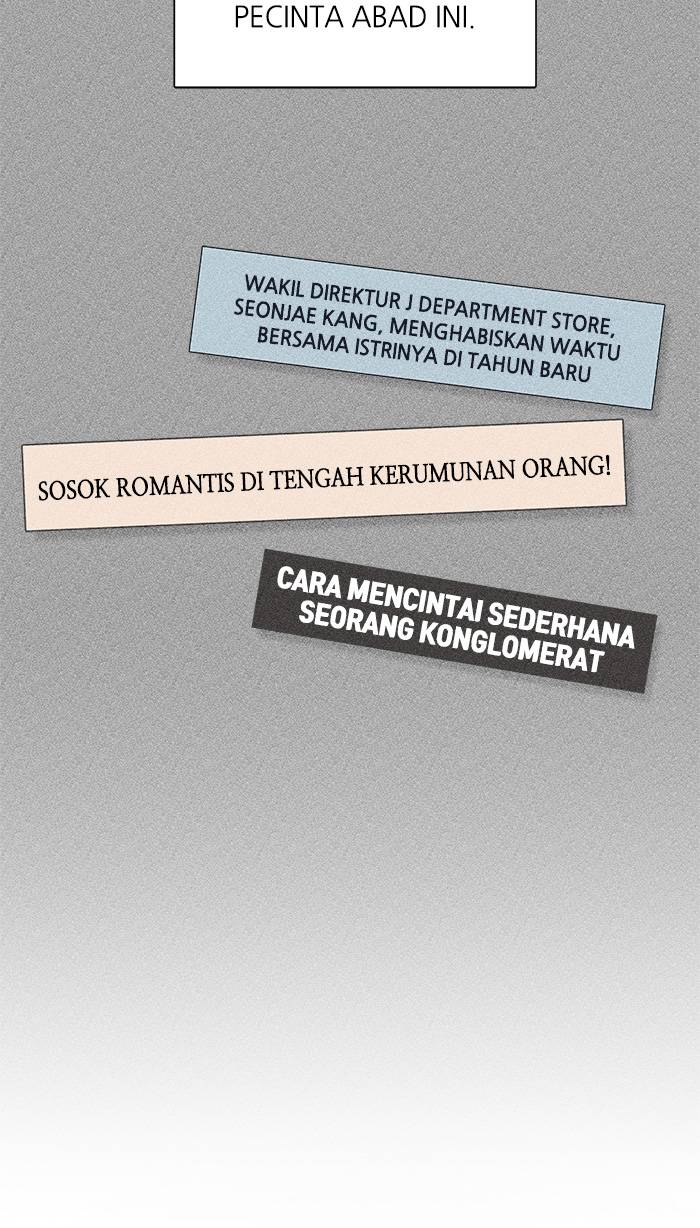 PECINTA ABAD INI.
WAKIL DIREKTUR J DEPARTMENT STORE,
SEONJAE KANG, MENGHABISKAN WAKTU
BERSAMA ISTRINYA DI TAHUN BARU
SOSOK ROMANTIS DI TENGAH KERUMUNAN ORANG!
CARA MENCINTAI SEDERHANA
SEORANG KONGLOMERAT